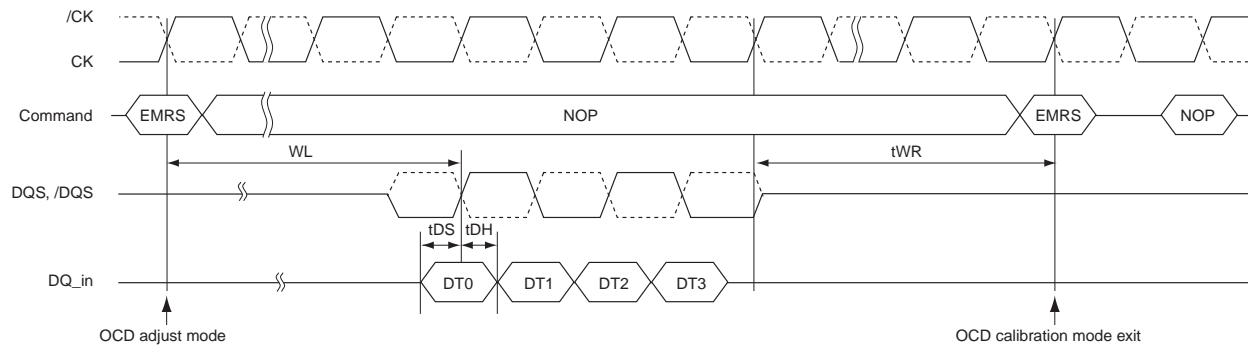 /CK
CK
Command
EMRS
NOP
EMRS
NOP
WL
tWR
DQS, /DQS
tDS
tDH
DQ_in
DT0
DT1
DT2
DT3
OCD adjust mode
OCD calibration mode exit